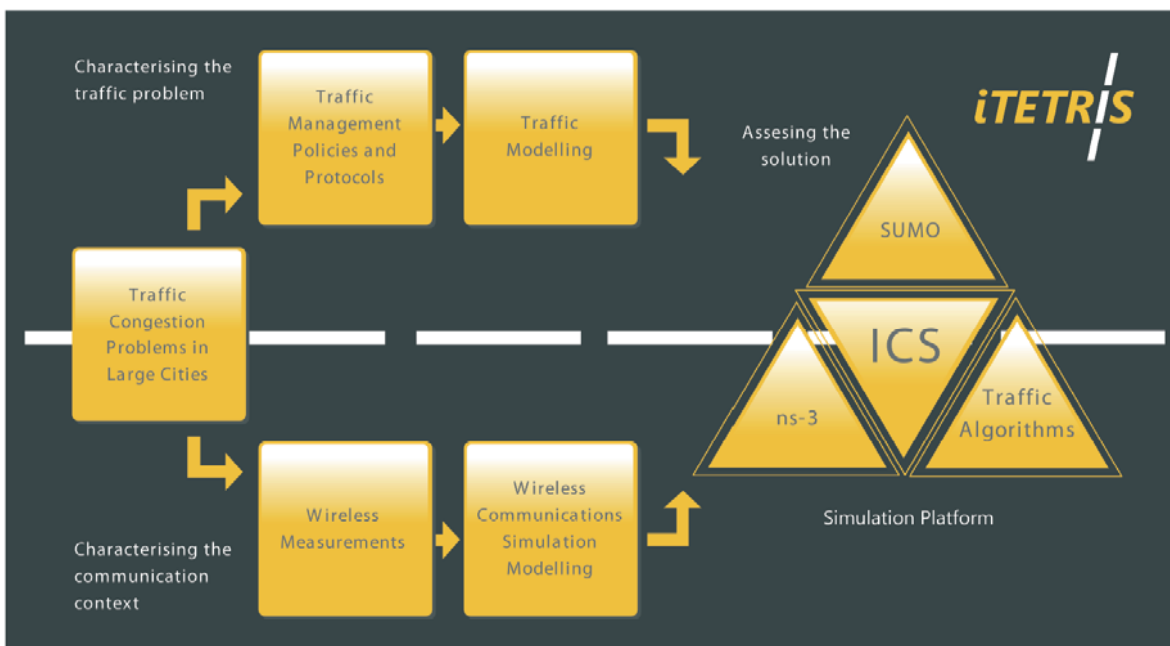 Characterising the
traffic problem
Traffic
Management
Policies and
Protocols
Traffic
Modelling
Assesing the
solution
iTETRIS
SUMO
Traffic
Congestion
Problems in
Large Cities
ICS
ns-3
Traffic
Algorithms
Simulation Platform
Characterising the
communication
context
Wireless
Measurements
Wireless
Communications
Simulation
Modelling